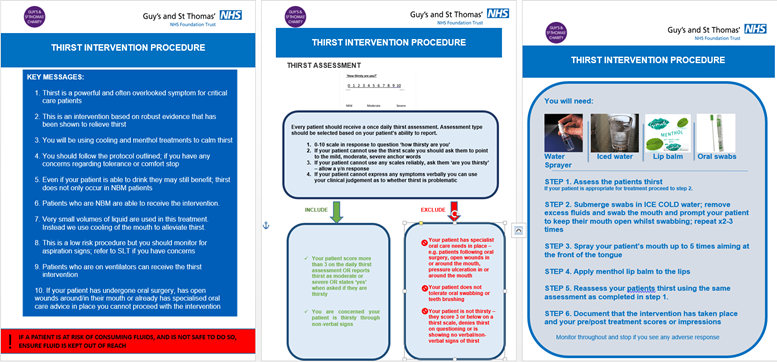 GUY'S &
ST THOMAS'
CHARITY
Guy's and St Thomas' NHS
NHS Foundation Trust
THIRST INTERVENTION PROCEDURE
KEY MESSAGES:
1. Thirst is a powerful and often overlooked symptom for critical
care patients
2. This is an intervention based on robust evidence that has
been shown to relieve thirst
3. You will be using cooling and menthol treatments to calm thirst
4. You should follow the protocol outlined; if you have any
concerns regarding tolerance or comfort stop
5. Even if your patient is able to drink they may still benefit; thirst
does not only occur in NBM patients
6. Patients who are NBM are able to receive the intervention.
7. Very small volumes of liquid are used in this treatment.
Instead we use cooling of the mouth to alleviate thirst.
8. This is a low risk procedure but you should monitor for
aspiration signs; refer to SLT if you have concerns
9. Patients who are on ventilators can receive the thirst
intervention
10. If your patient has undergone oral surgery, has open
wounds around/in their mouth or already has specialised oral
care advice in place you cannot proceed with the intervention
! IF A PATIENT IS AT RISK OF CONSUMING FLUIDS, AND IS NOT SAFE TO DO SO,
ENSURE FLUID IS KEPT OUT OF REACH
GUY'S &
ST THOMAS'
CHARITY
Guy's and St Thomas' NHS
NHS Foundation Trust
THIRST INTERVENTION PROCEDURE
THIRST ASSESSMENT
'How thirsty are you?'
0 1 2 3 4 5 6 7 8 9 10
Mild Moderate Severe
Every patient should receive a once daily thirst assessment. Assessment type
should be selected based on your patient's ability to report.
1. 0-10 scale in response to question 'how thirsty are you'
2. If your patient cannot use the thirst scale you should ask them to point
to the mild, moderate, severe anchor words
3. If your patient cannot use any scales reliably, ask them 'are you thirsty'
– allow a y/n response
4. If your patient cannot express any symptoms verbally you can use
your clinical judgement as to whether thirst is problematic
INCLUDE
EXCLUDE
✓ Your patient score more
than 3 on the daily thirst
assessment OR reports
thirst as moderate or
severe OR states 'yes'
when asked if they are
thirsty
✓ You are concerned your
patient is thirsty through
non-verbal signs
Your patient has specialist
oral care needs in place –
e.g. patients following oral
surgery, open wounds in
or around the mouth,
pressure ulceration in or
around the mouth
Your patient does not
tolerate oral swabbing or
teeth brushing
Your patient is not thirsty –
they score 3 or below on a
thirst scale, denies thirst
on questioning or is
showing no verbal/non-
verbal signs of thirst
GUY'S &
ST THOMAS'
CHARITY
Guy's and St Thomas' NHS
NHS Foundation Trust
THIRST INTERVENTION PROCEDURE
You will need:
MENTHOL
Water
Sprayer
Iced water
Lip balm
Oral swabs
STEP 1. Assess the patients thirst
If your patient is appropriate for treatment proceed to step 2.
STEP 2. Submerge swabs in ICE COLD water; remove
excess fluids and swab the mouth and prompt your patient
to keep their mouth open whilst swabbing; repeat x2-3
times
STEP 3. Spray your patient's mouth up to 5 times aiming at
the front of the tongue
STEP 4. Apply menthol lip balm to the lips
STEP 5. Reassess your patients thirst using the same
assessment as completed in step 1.
STEP 6. Document that the intervention has taken place
and your pre/post treatment scores or impressions
Monitor throughout and stop if you see any adverse response